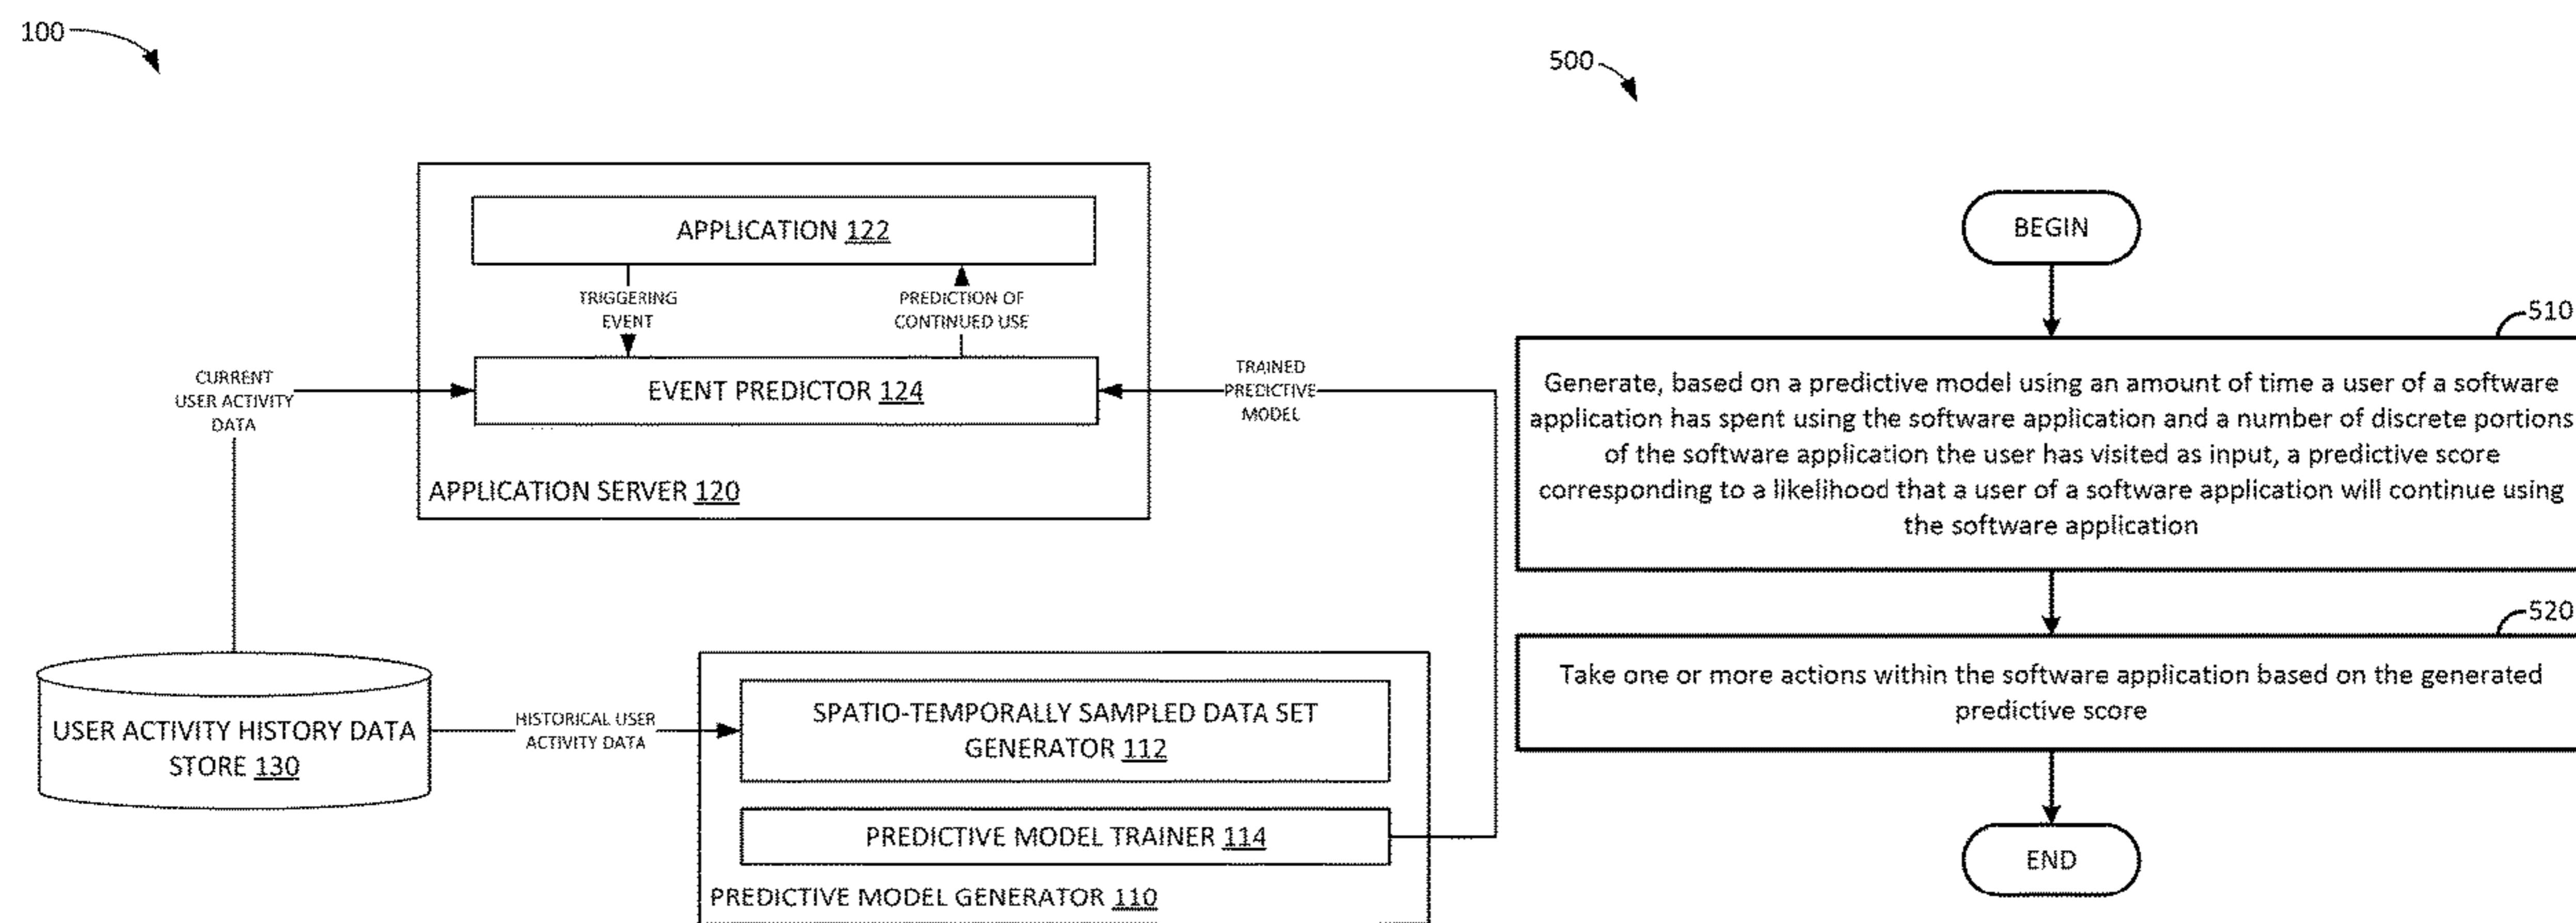 100
APPLICATION 122
TRIGGERING
EVENT
PREDICTION OF
CONTINUED USE
EVENT PREDICTOR 124
APPLICATION SERVER 120
CURRENT
USER ACTIVITY
DATA
TRAINED
PREDICTIVE
MODEL
USER ACTIVITY HISTORY DATA
STORE 130
HISTORICAL USER
ACTIVITY DATA
SPATIO-TEMPORALLY SAMPLED DATA SET
GENERATOR 112
PREDICTIVE MODEL TRAINER 114
PREDICTIVE MODEL GENERATOR 110
500
BEGIN
510
Generate, based on a predictive model using an amount of time a user of a software
application has spent using the software application and a number of discrete portions
of the software application the user has visited as input, a predictive score
corresponding to a likelihood that a user of a software application will continue using
the software application
520
Take one or more actions within the software application based on the generated
predictive score
END